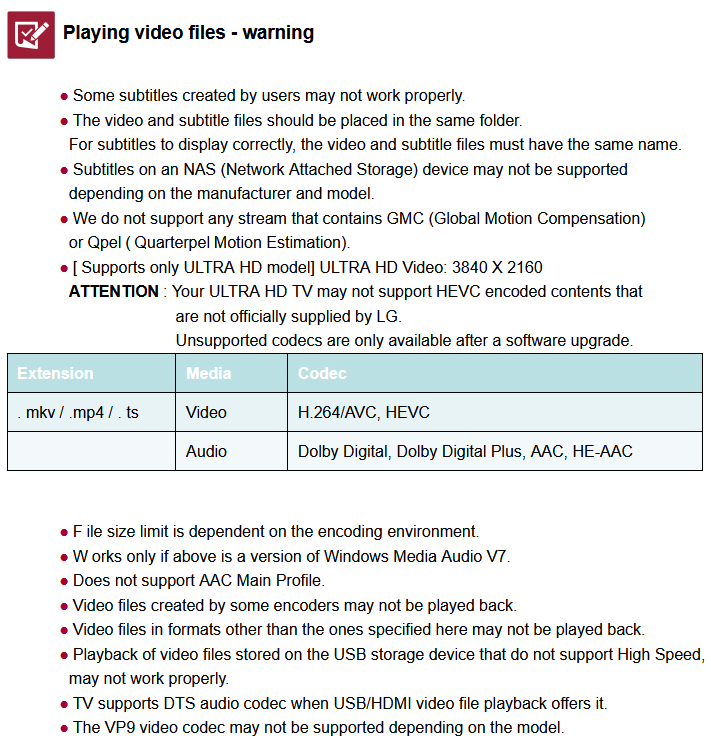 Playing video files - warning
● Some subtitles created by users may not work properly.
● The video and subtitle files should be placed in the same folder.
For subtitles to display correctly, the video and subtitle files must have the same name.
● Subtitles on an NAS (Network Attached Storage) device may not be supported
depending on the manufacturer and model.
● We do not support any stream that contains GMC (Global Motion Compensation)
or Qpel ( Quarterpel Motion Estimation).
● [ Supports only ULTRA HD model] ULTRA HD Video: 3840 X 2160
ATTENTION : Your ULTRA HD TV may not support HEVC encoded contents that
are not officially supplied by LG.
Unsupported codecs are only available after a software upgrade.
Extension Media Codec
. mkv / .mp4 / . ts Video H.264/AVC, HEVC
Audio Dolby Digital, Dolby Digital Plus, AAC, HE-AAC
● F ile size limit is dependent on the encoding environment.
● W orks only if above is a version of Windows Media Audio V7.
● Does not support AAC Main Profile.
● Video files created by some encoders may not be played back.
● Video files in formats other than the ones specified here may not be played back.
● Playback of video files stored on the USB storage device that do not support High Speed,
may not work properly.
● TV supports DTS audio codec when USB/HDMI video file playback offers it.
● The VP9 video codec may not be supported depending on the model.